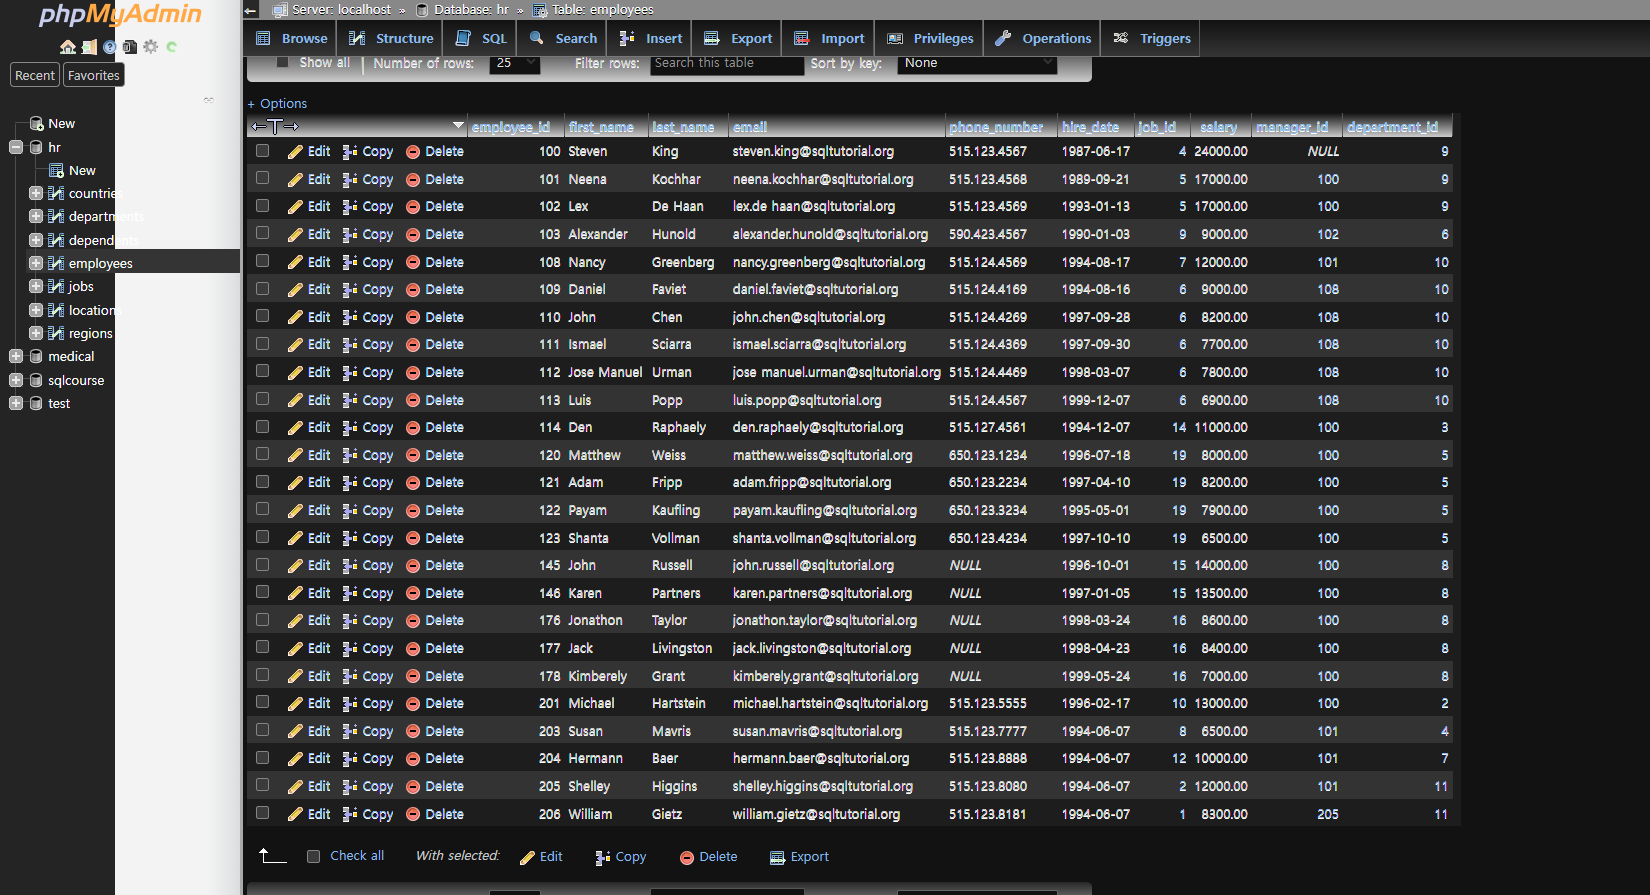 phpMyAdmin
Recent Favorites
New
hr
New
countries
departments
dependents
employees
jobs
locations
regions
medical
sqlcourse
test
Server: localhost » Database: hr » Table: employees
Browse Structure SQL Search Insert Export Import Privileges Operations Triggers
Show all Number of rows: 25 Filter rows: Search this table Sort by key: None
+ Options
employee_id first_name last_name email phone_number hire_date job_id salary manager_id department_id
Edit Copy Delete 100 Steven King steven.king@sqltutorial.org 515.123.4567 1987-06-17 4 24000.00 NULL 9
Edit Copy Delete 101 Neena Kochhar neena.kochhar@sqltutorial.org 515.123.4568 1989-09-21 5 17000.00 100 9
Edit Copy Delete 102 Lex De Haan lex.de haan@sqltutorial.org 515.123.4569 1993-01-13 5 17000.00 100 9
Edit Copy Delete 103 Alexander Hunold alexander.hunold@sqltutorial.org 590.423.4567 1990-01-03 9 9000.00 102 6
Edit Copy Delete 108 Nancy Greenberg nancy.greenberg@sqltutorial.org 515.124.4569 1994-08-17 7 12000.00 101 10
Edit Copy Delete 109 Daniel Faviet daniel.faviet@sqltutorial.org 515.124.4169 1994-08-16 6 9000.00 108 10
Edit Copy Delete 110 John Chen john.chen@sqltutorial.org 515.124.4269 1997-09-28 6 8200.00 108 10
Edit Copy Delete 111 Ismael Sciarra ismael.sciarra@sqltutorial.org 515.124.4369 1997-09-30 6 7700.00 108 10
Edit Copy Delete 112 Jose Manuel Urman jose manuel.urman@sqltutorial.org 515.124.4469 1998-03-07 6 7800.00 108 10
Edit Copy Delete 113 Luis Popp luis.popp@sqltutorial.org 515.124.4567 1999-12-07 6 6900.00 108 10
Edit Copy Delete 114 Den Raphaely den.raphaely@sqltutorial.org 515.127.4561 1994-12-07 14 11000.00 100 3
Edit Copy Delete 120 Matthew Weiss matthew.weiss@sqltutorial.org 650.123.1234 1996-07-18 19 8000.00 100 5
Edit Copy Delete 121 Adam Fripp adam.fripp@sqltutorial.org 650.123.2234 1997-04-10 19 8200.00 100 5
Edit Copy Delete 122 Payam Kaufling payam.kaufling@sqltutorial.org 650.123.3234 1995-05-01 19 7900.00 100 5
Edit Copy Delete 123 Shanta Vollman shanta.vollman@sqltutorial.org 650.123.4234 1997-10-10 19 6500.00 100 5
Edit Copy Delete 145 John Russell john.russell@sqltutorial.org NULL 1996-10-01 15 14000.00 100 8
Edit Copy Delete 146 Karen Partners karen.partners@sqltutorial.org NULL 1997-01-05 15 13500.00 100 8
Edit Copy Delete 176 Jonathon Taylor jonathon.taylor@sqltutorial.org NULL 1998-03-24 16 8600.00 100 8
Edit Copy Delete 177 Jack Livingston jack.livingston@sqltutorial.org NULL 1998-04-23 16 8400.00 100 8
Edit Copy Delete 178 Kimberely Grant kimberely.grant@sqltutorial.org NULL 1999-05-24 16 7000.00 100 8
Edit Copy Delete 201 Michael Hartstein michael.hartstein@sqltutorial.org 515.123.5555 1996-02-17 10 13000.00 100 2
Edit Copy Delete 203 Susan Mavris susan.mavris@sqltutorial.org 515.123.7777 1994-06-07 8 6500.00 101 4
Edit Copy Delete 204 Hermann Baer hermann.baer@sqltutorial.org 515.123.8888 1994-06-07 12 10000.00 101 7
Edit Copy Delete 205 Shelley Higgins shelley.higgins@sqltutorial.org 515.123.8080 1994-06-07 2 12000.00 101 11
Edit Copy Delete 206 William Gietz william.gietz@sqltutorial.org 515.123.8181 1994-06-07 1 8300.00 205 11
Check all With selected: Edit Copy Delete Export